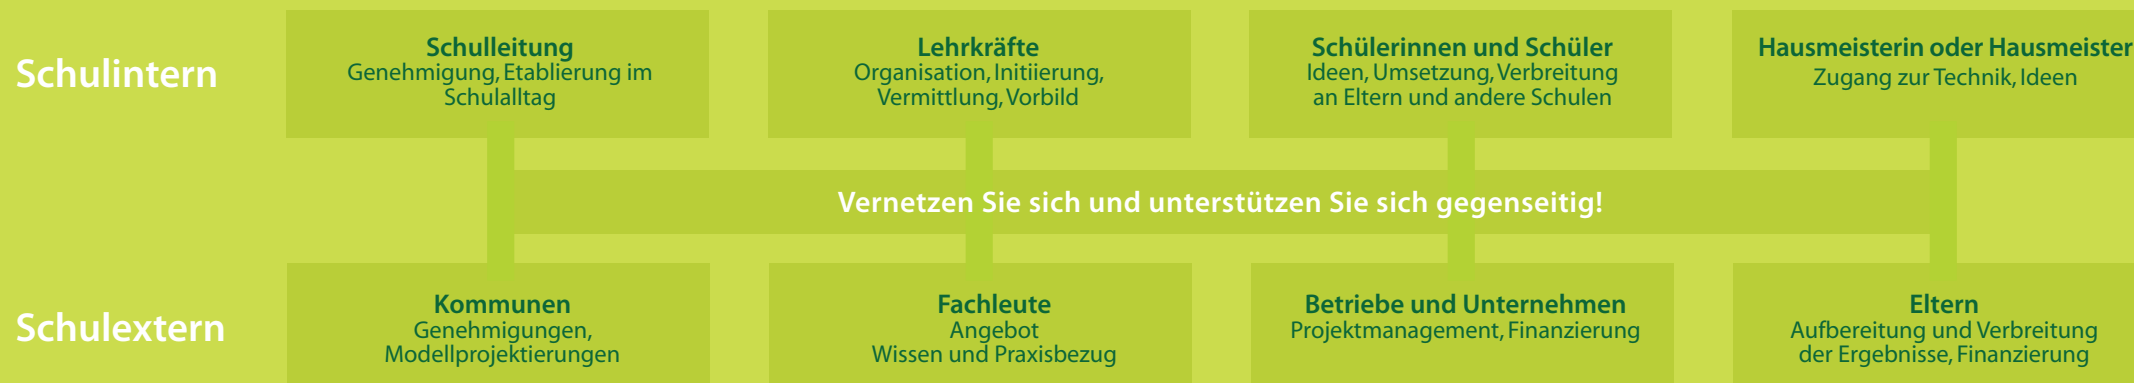 Schulintern
Schulleitung
Genehmigung, Etablierung im
Schulalltag
Lehrkräfte
Organisation, Initiierung,
Vermittlung, Vorbild
Schülerinnen und Schüler
Ideen, Umsetzung, Verbreitung
an Eltern und andere Schulen
Hausmeisterin oder Hausmeister
Zugang zur Technik, Ideen
Vernetzen Sie sich und unterstützen Sie sich gegenseitig!
Schulextern
Kommunen
Genehmigungen,
Modellprojektierungen
Fachleute
Angebot
Wissen und Praxisbezug
Betriebe und Unternehmen
Projektmanagement, Finanzierung
Eltern
Aufbereitung und Verbreitung
der Ergebnisse, Finanzierung